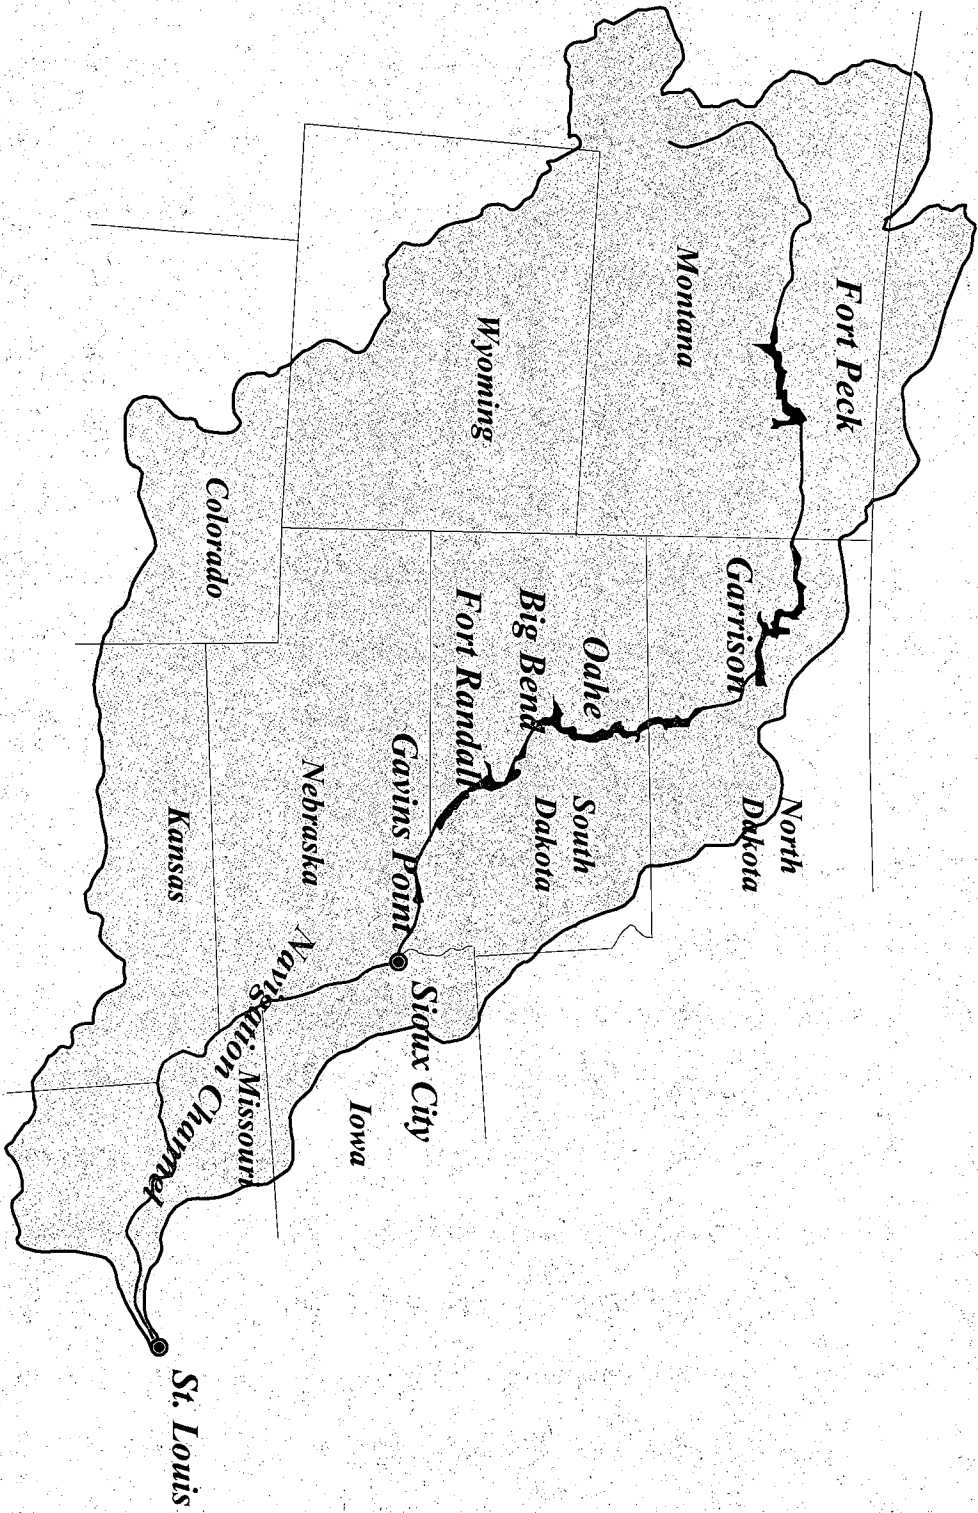 Fort Peck
Montana
Garrison
North
Dakota
Wyoming
Oahe
Big Bend
South
Dakota
Fort Randall
Gavins Point
Sioux City
Nebraska
Iowa
Colorado
Navigation Channel
Missouri
Kansas
St. Louis